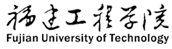 福建工程学院
Fujian University of Technology